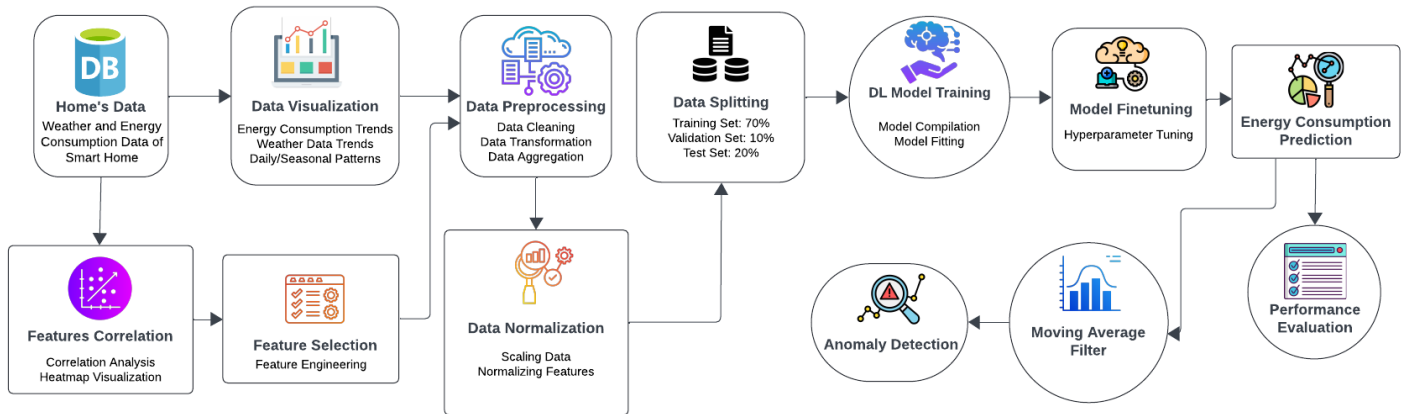 DB
Home's Data
Weather and Energy
Consumption Data of
Smart Home
Data Visualization
Energy Consumption Trends
Weather Data Trends
Daily/Seasonal Patterns
Data Preprocessing
Data Cleaning
Data Transformation
Data Aggregation
Data Splitting
Training Set: 70%
Validation Set: 10%
Test Set: 20%
DL Model Training
Model Compilation
Model Fitting
Model Finetuning
Hyperparameter Tuning
Energy Consumption
Prediction
Features Correlation
Correlation Analysis
Heatmap Visualization
Feature Selection
Feature Engineering
Data Normalization
Scaling Data
Normalizing Features
Anomaly Detection
Moving Average
Filter
Performance
Evaluation